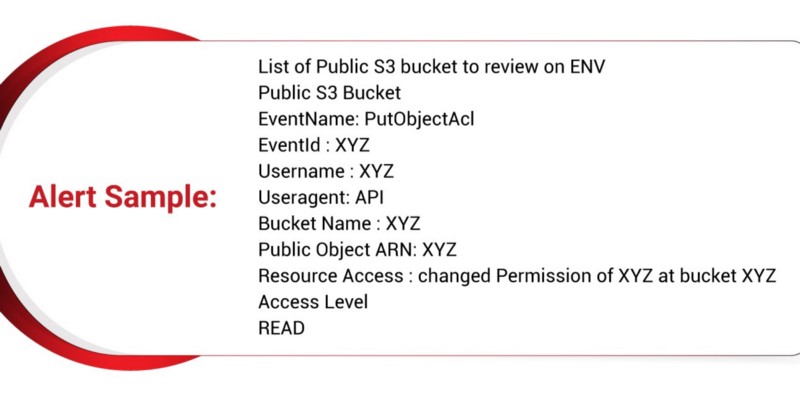 Alert Sample:
List of Public S3 bucket to review on ENV
Public S3 Bucket
EventName: PutObjectAcl
EventId : XYZ
Username : XYZ
Useragent: API
Bucket Name : XYZ
Public Object ARN: XYZ
Resource Access : changed Permission of XYZ at bucket XYZ
Access Level
READ